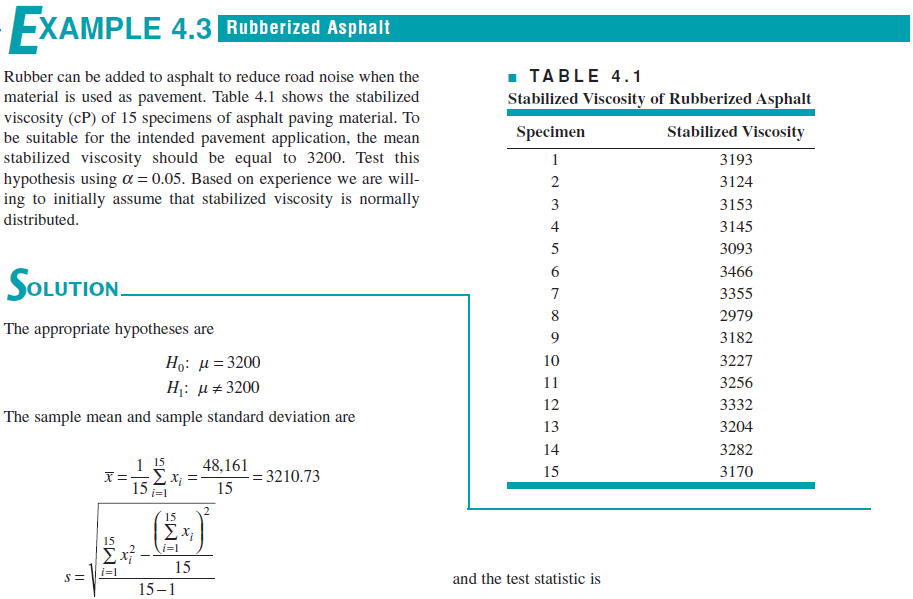 EXAMPLE 4.3 Rubberized Asphalt
Rubber can be added to asphalt to reduce road noise when the
material is used as pavement. Table 4.1 shows the stabilized
viscosity (cP) of 15 specimens of asphalt paving material. To
be suitable for the intended pavement application, the mean
stabilized viscosity should be equal to 3200. Test this
hypothesis using α = 0.05. Based on experience we are will-
ing to initially assume that stabilized viscosity is normally
distributed.
SOLUTION
The appropriate hypotheses are
H₀: μ = 3200
H₁: μ ≠ 3200
The sample mean and sample standard deviation are
x̄ = 1/15 ∑_{i=1}^{15} xᵢ = 48,161/15 = 3210.73
s = √((∑_{i=1}^{15} xᵢ² − (∑_{i=1}^{15} xᵢ)²/15)/(15−1))
■ TABLE 4.1
Stabilized Viscosity of Rubberized Asphalt
Specimen Stabilized Viscosity
1 3193
2 3124
3 3153
4 3145
5 3093
6 3466
7 3355
8 2979
9 3182
10 3227
11 3256
12 3332
13 3204
14 3282
15 3170
and the test statistic is